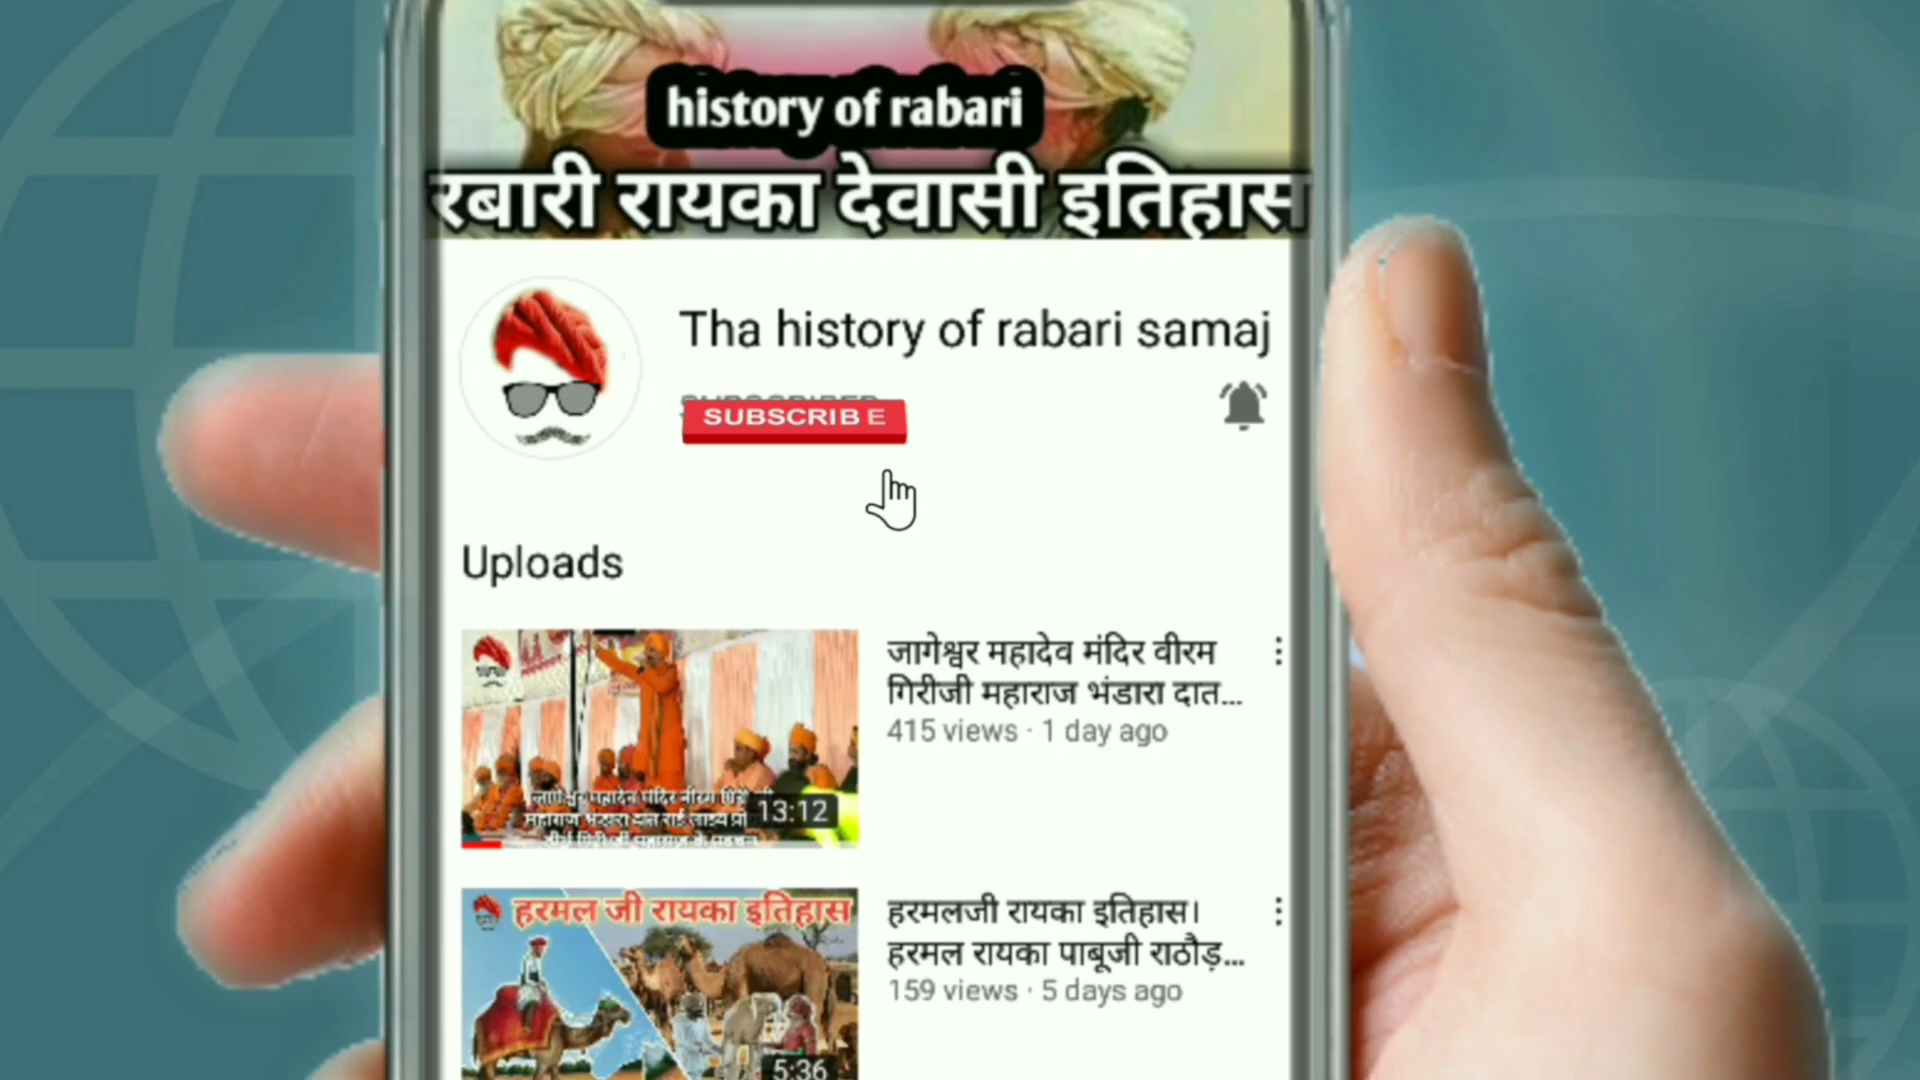 history of rabari
रबारी रायका देवासी इतिहास
Tha history of rabari samaj
SUBSCRIBE
Uploads
जागेश्वर महादेव मंदिर वीरम
गिरीजी महाराज भंडारा दात...
415 views · 1 day ago
13:12
हरमल जी रायका इतिहास
हरमलजी रायका इतिहास।
हरमल रायका पाबूजी राठौड़...
159 views · 5 days ago
5:36